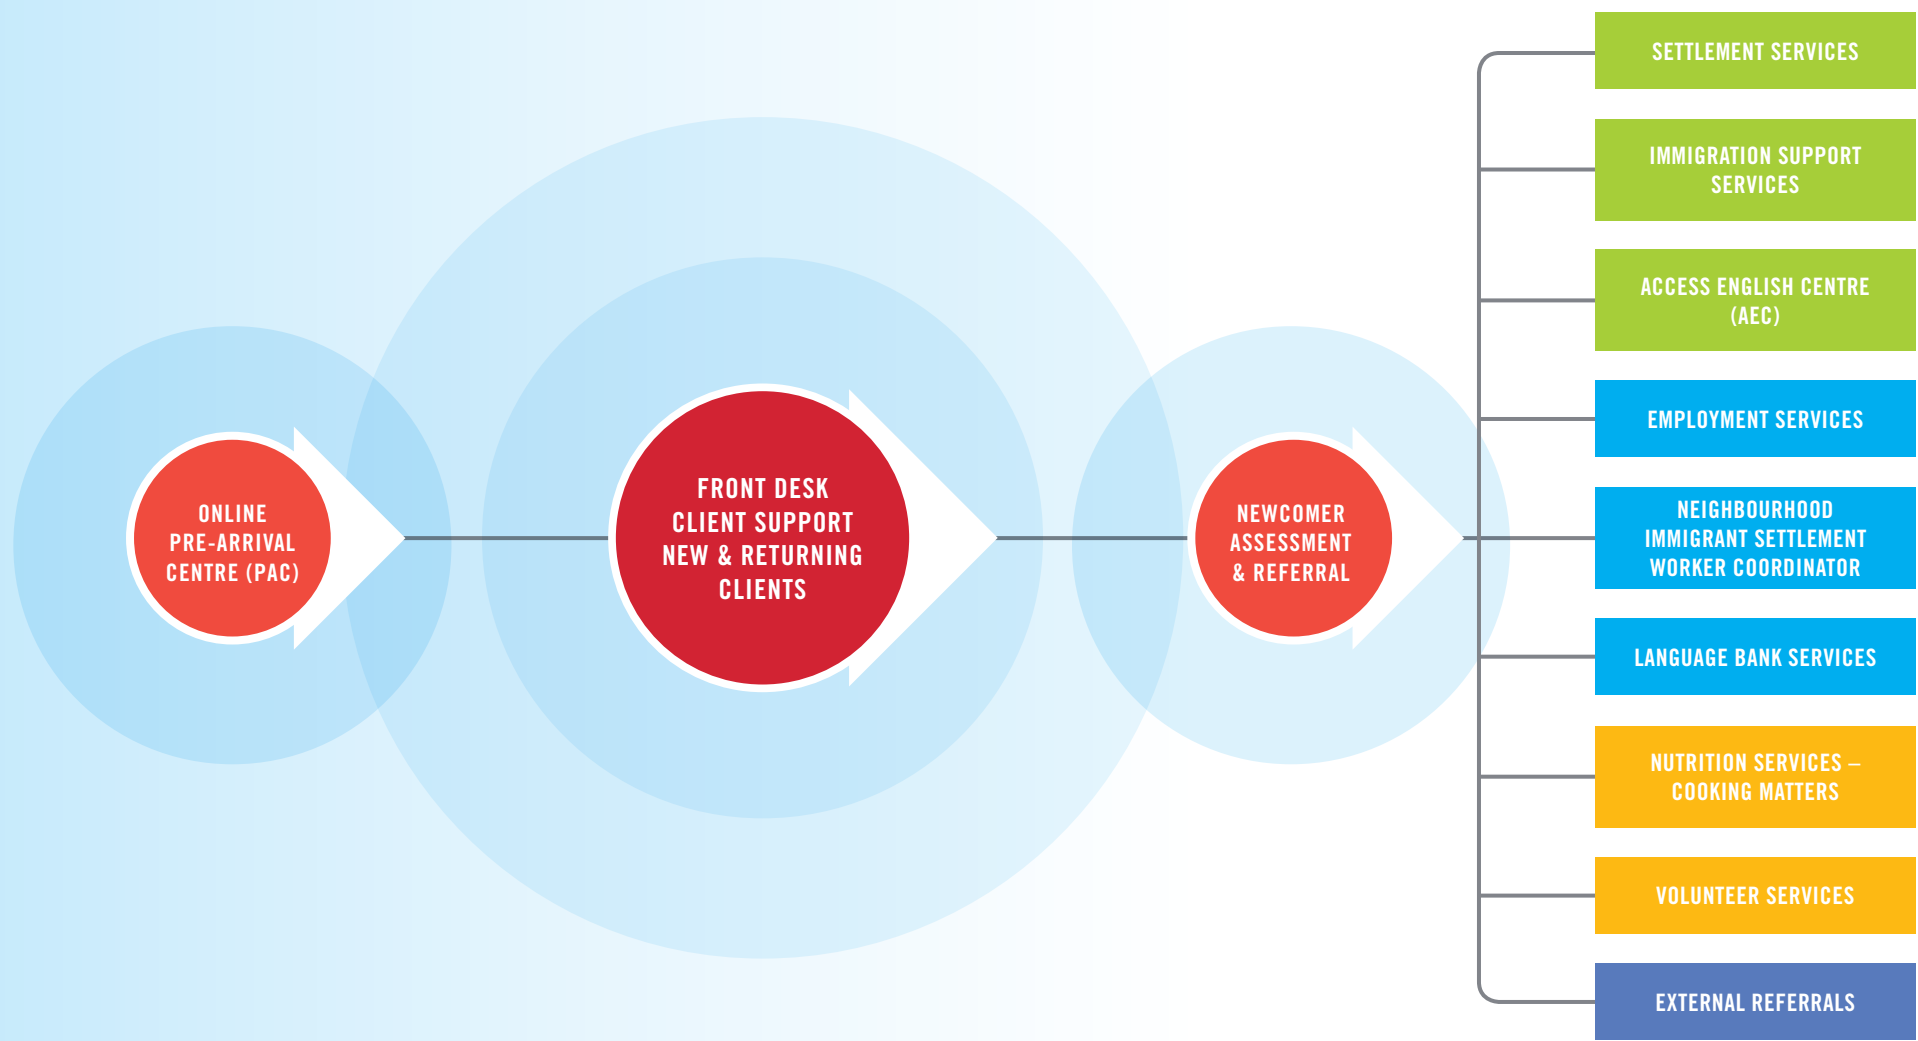 ONLINE
PRE-ARRIVAL
CENTRE (PAC)
FRONT DESK
CLIENT SUPPORT
NEW & RETURNING
CLIENTS
NEWCOMER
ASSESSMENT
& REFERRAL
SETTLEMENT SERVICES
IMMIGRATION SUPPORT
SERVICES
ACCESS ENGLISH CENTRE
(AEC)
EMPLOYMENT SERVICES
NEIGHBOURHOOD
IMMIGRANT SETTLEMENT
WORKER COORDINATOR
LANGUAGE BANK SERVICES
NUTRITION SERVICES –
COOKING MATTERS
VOLUNTEER SERVICES
EXTERNAL REFERRALS